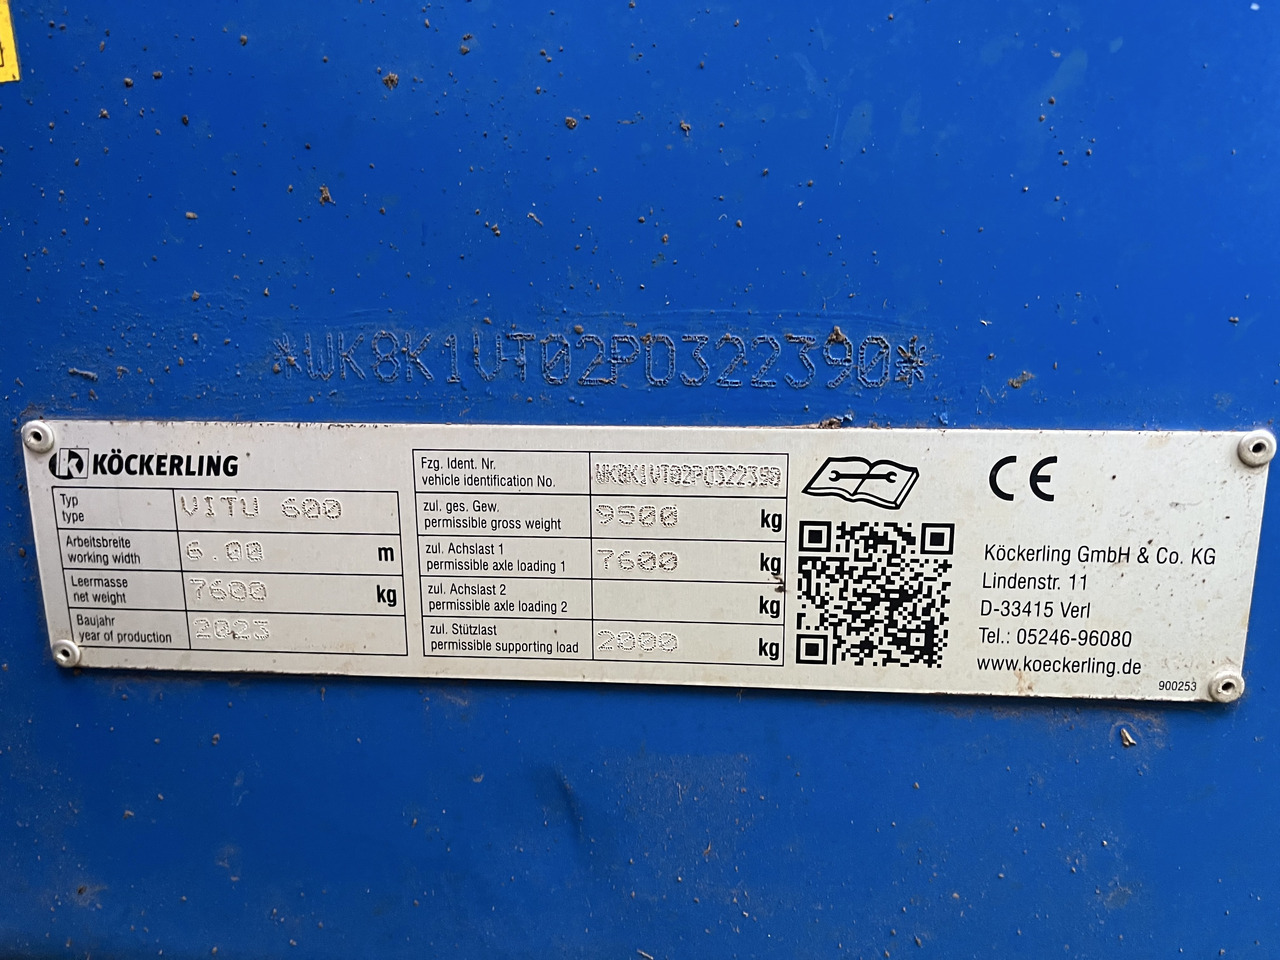 *WK8K1VT02P0322390*
KÖCKERLING
Typ
type
VITU 600
Arbeitsbreite
working width
6.00 m
Leermasse
net weight
7600 kg
Baujahr
year of production
2023
Fzg. Ident. Nr.
vehicle identification No.
WK8K1VT02P0322390
zul. ges. Gew.
permissible gross weight
9500 kg
zul. Achslast 1
permissible axle loading 1
7600 kg
zul. Achslast 2
permissible axle loading 2
kg
zul. Stützlast
permissible supporting load
2000 kg
CE
Köckerling GmbH & Co. KG
Lindenstr. 11
D-33415 Verl
Tel.: 05246-96080
www.koeckerling.de
900253